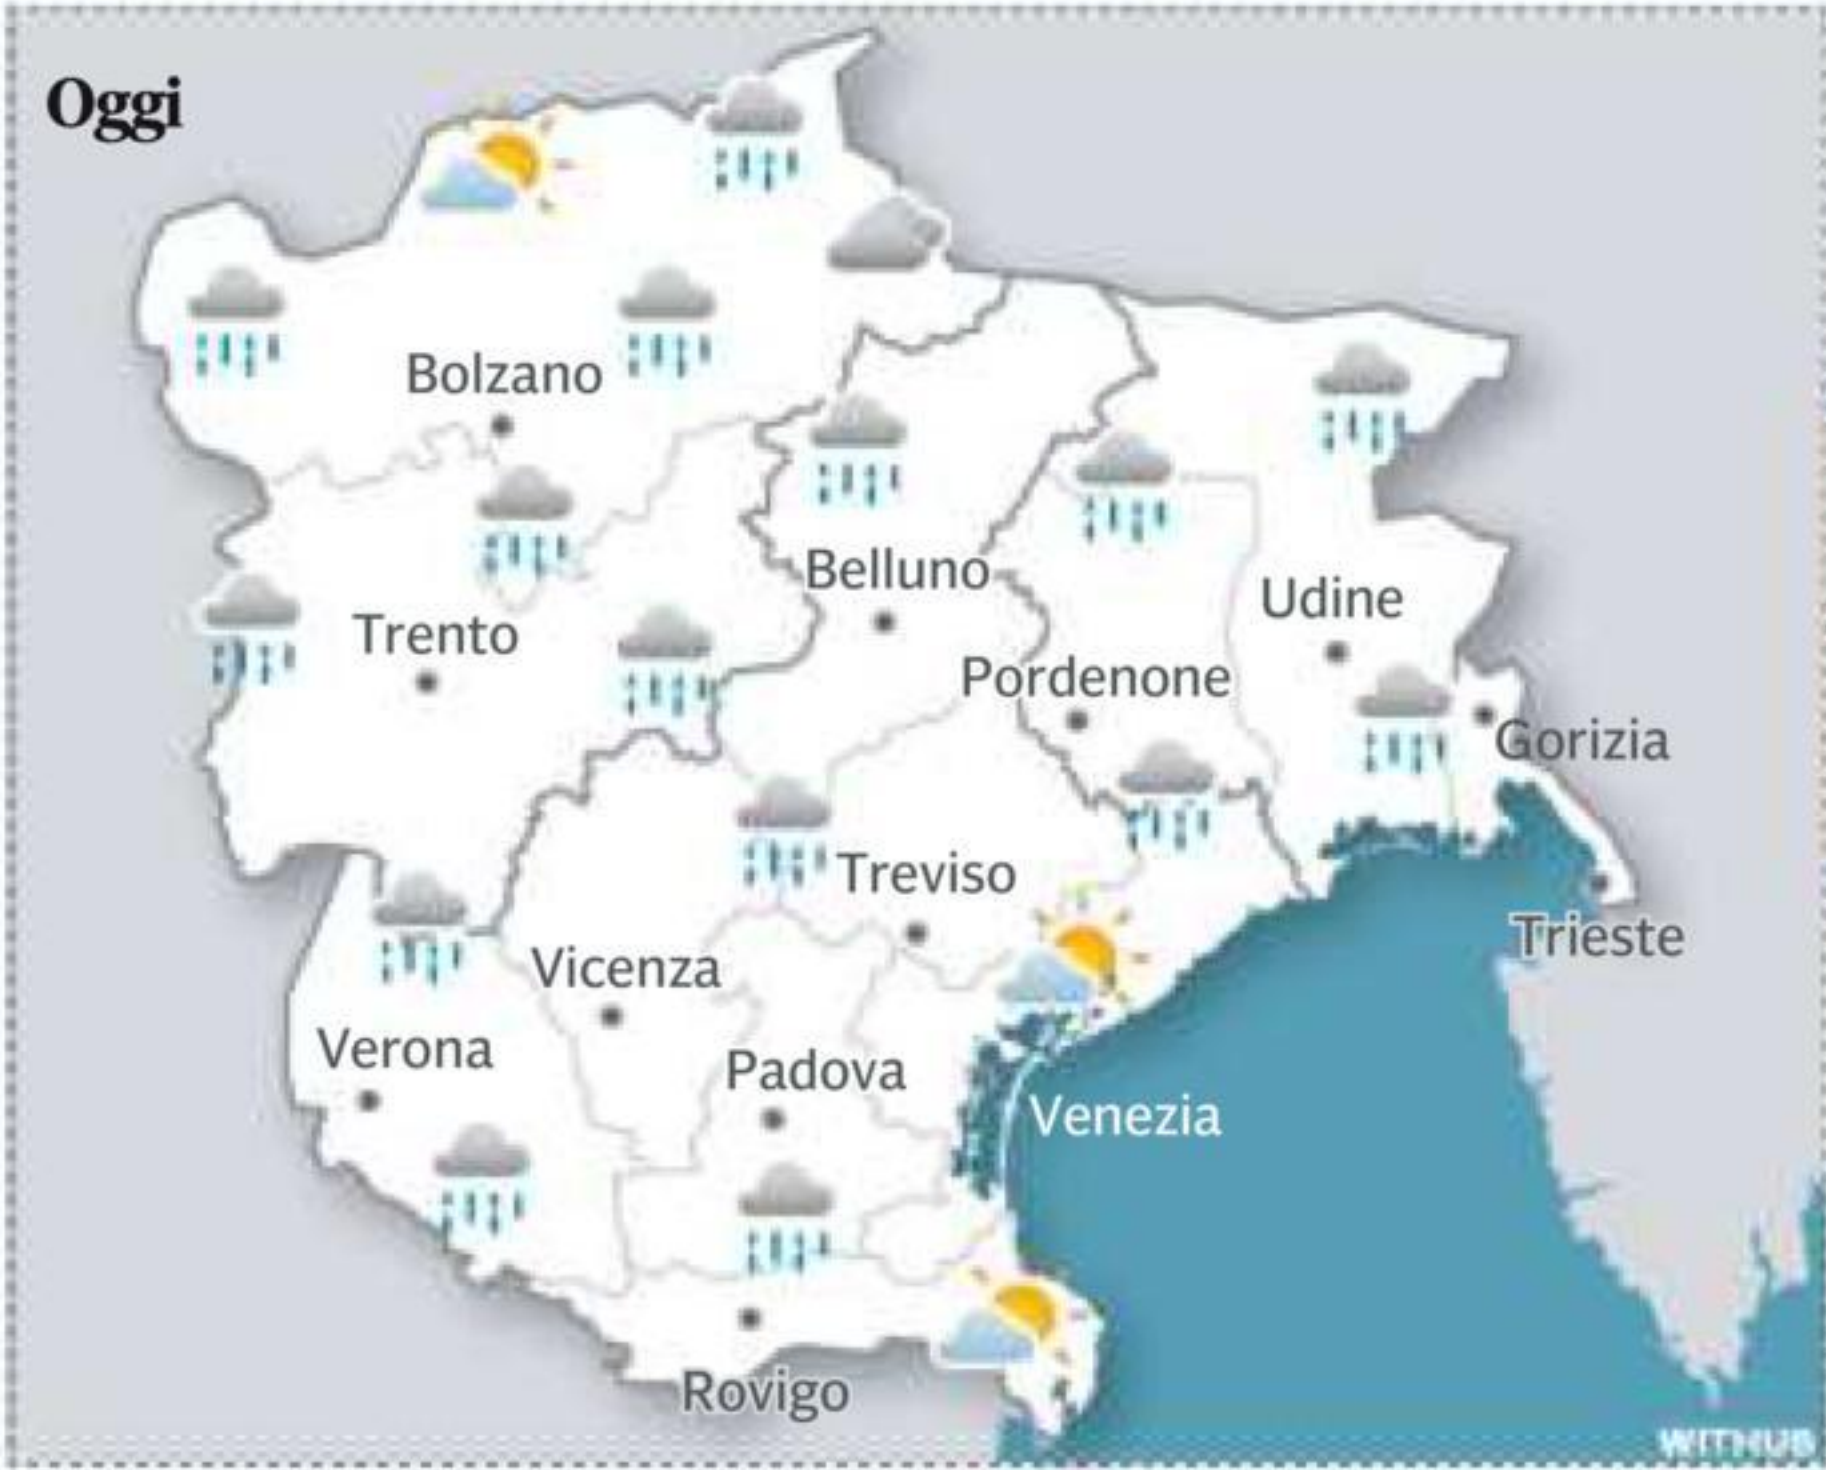 Oggi
Bolzano
Belluno
Udine
Trento
Pordenone
Gorizia
Treviso
Trieste
Vicenza
Verona
Padova
Venezia
Rovigo
WITHUB